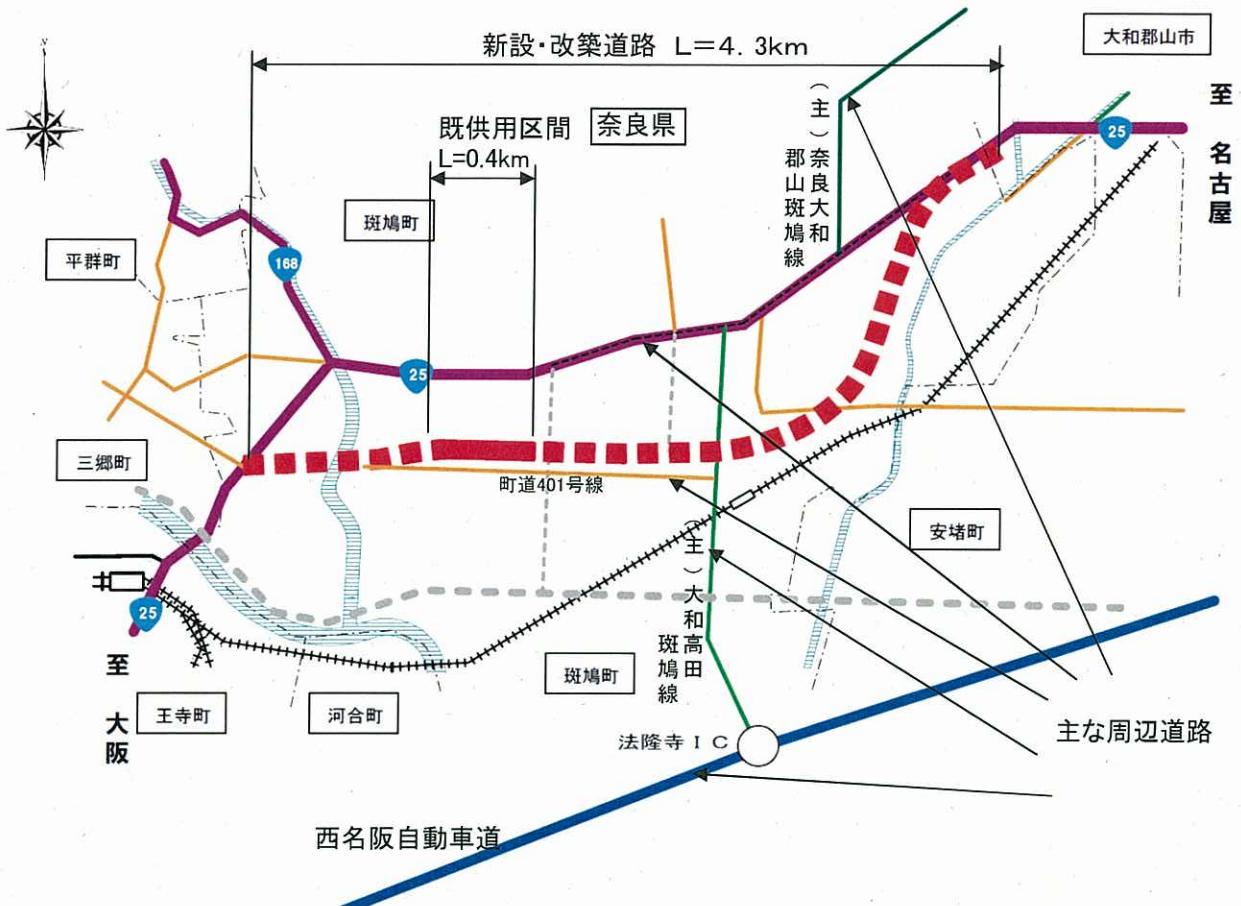 N
新設・改築道路 L=4.3km
大和郡山市
至 名古屋
既供用区間
L=0.4km
奈良県
(主)奈良大和
郡山斑鳩線
25
斑鳩町
平群町
168
25
三郷町
町道401号線
安堵町
(主)大和高田
斑鳩線
25
至 大阪
王寺町
河合町
斑鳩町
法隆寺IC
主な周辺道路
西名阪自動車道